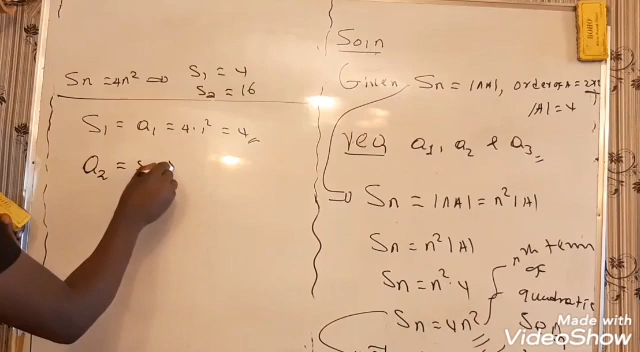 Sn = 4n² ⇒ S₁ = 4
S₂ = 16
S₁ = a₁ = 4·1² = 4
a₂ = S
Soln
Given Sn = |nA|, order of A = 2x
|A| = 4
req a₁, a₂ & a₃
⇒ Sn = |nA| = n²|A|
Sn = n²|A|
Sn = n²·4
Sn = 4n²
nth term
of
quadratic
Made with
VideoShow